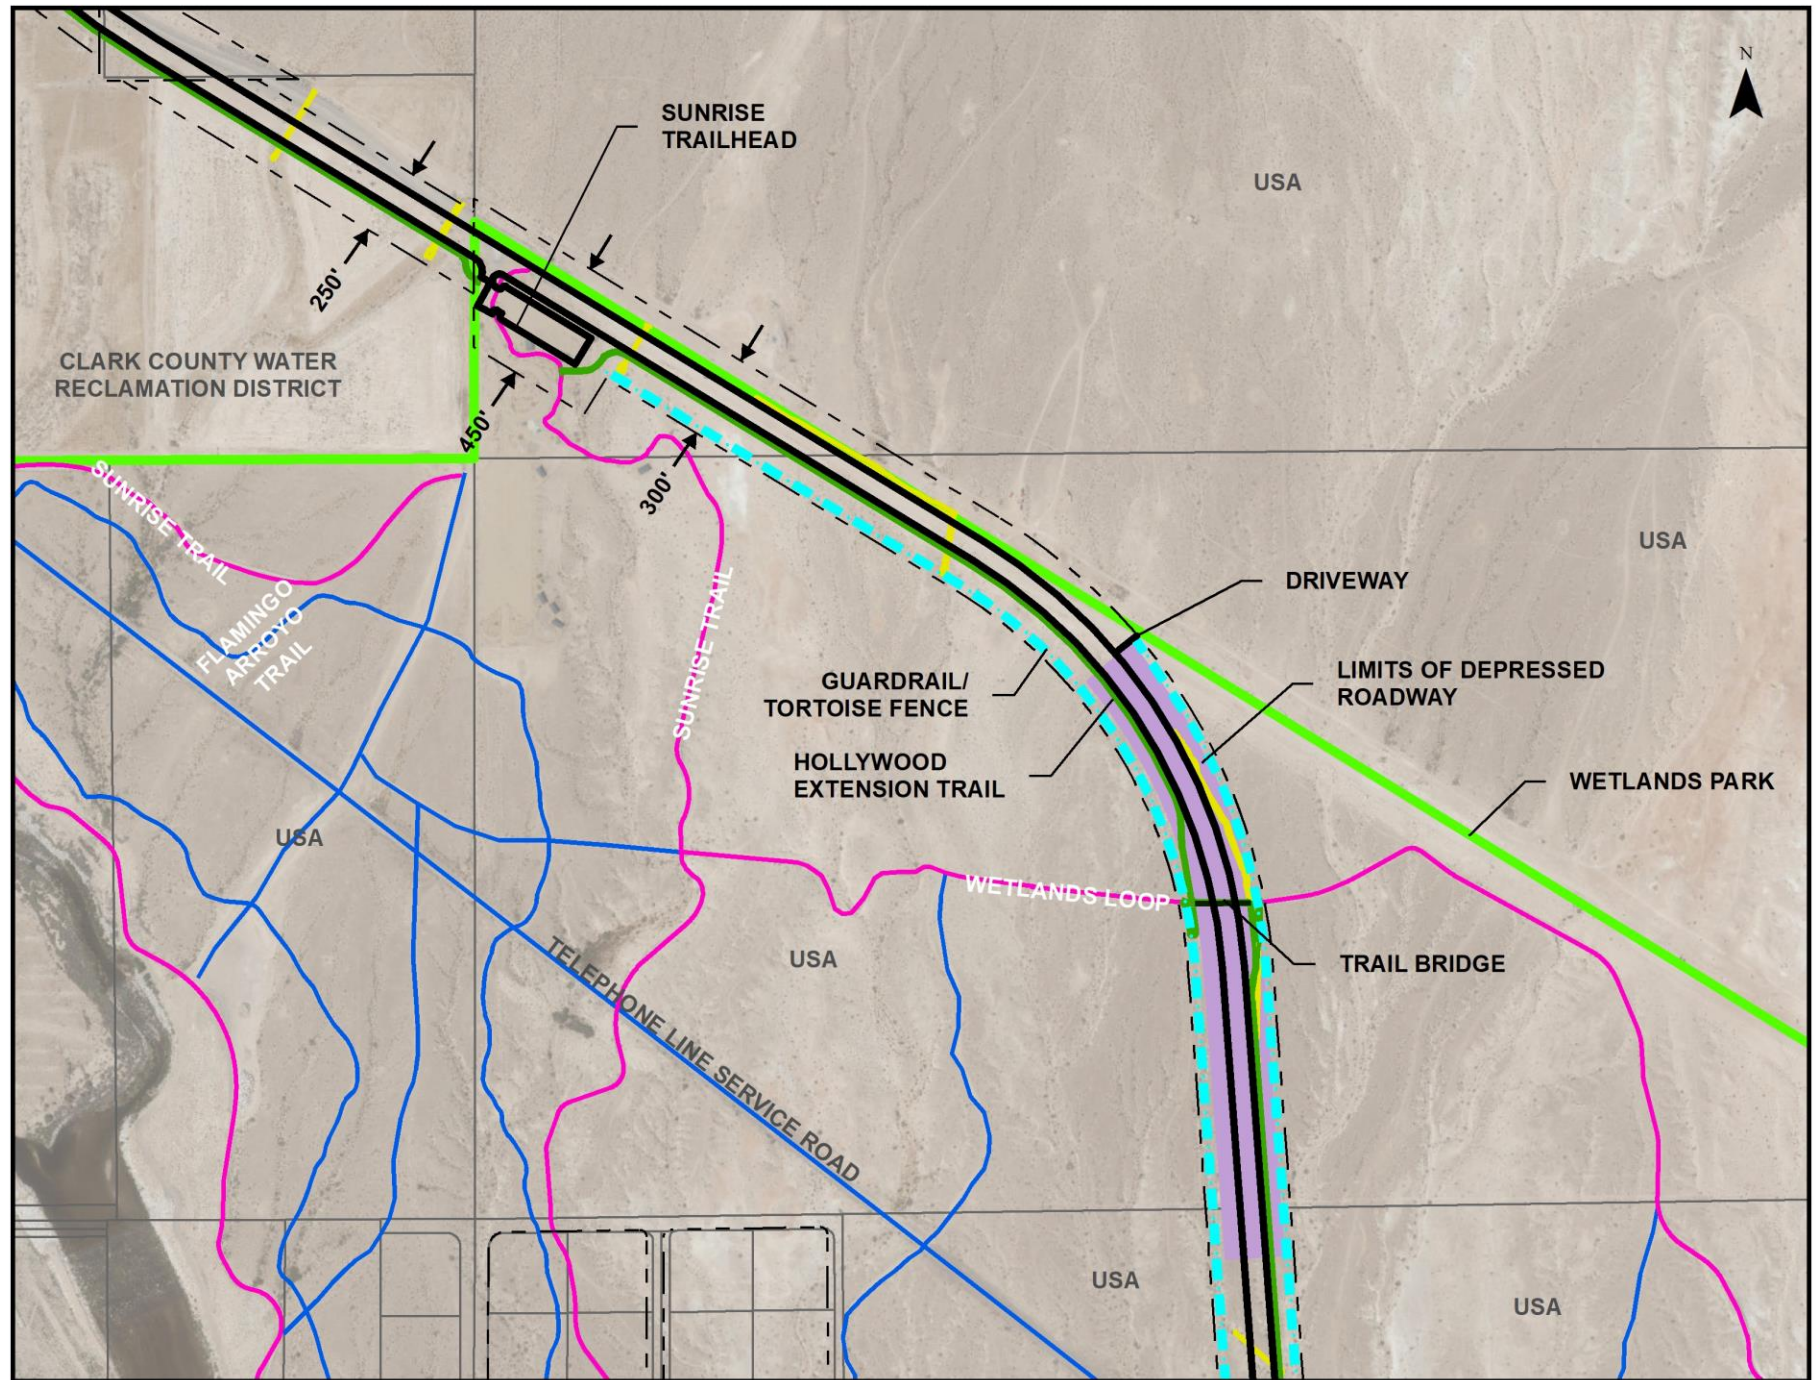 N
SUNRISE
TRAILHEAD
USA
250'
CLARK COUNTY WATER
RECLAMATION DISTRICT
450'
300'
SUNRISE TRAIL
USA
DRIVEWAY
FLAMINGO
ARROYO
TRAIL
SUNRISE TRAIL
GUARDRAIL/
TORTOISE FENCE
LIMITS OF DEPRESSED
ROADWAY
HOLLYWOOD
EXTENSION TRAIL
WETLANDS PARK
USA
WETLANDS LOOP
USA
TRAIL BRIDGE
TELEPHONE LINE SERVICE ROAD
USA
USA